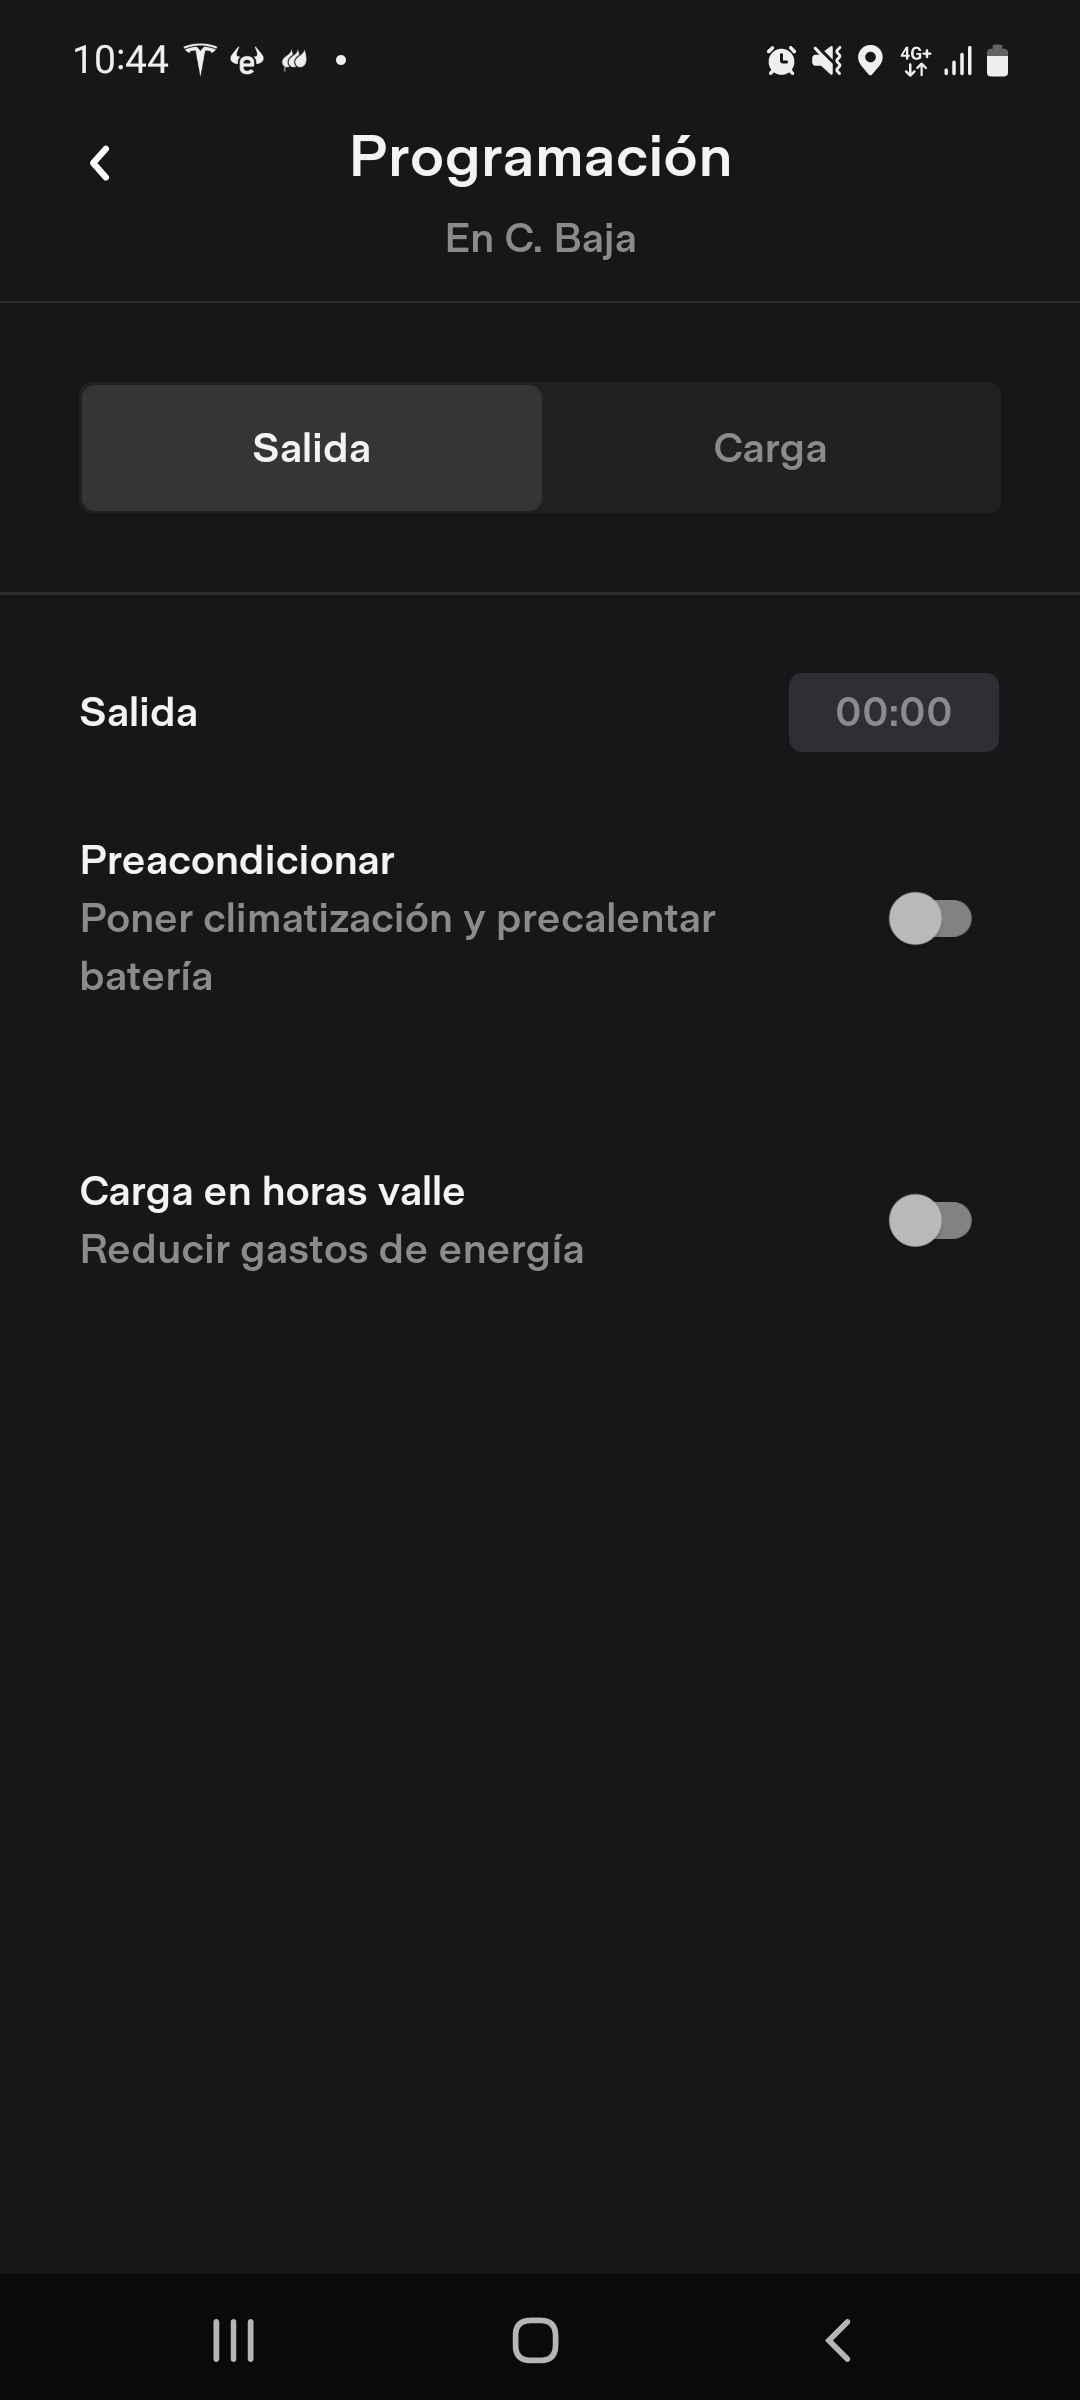 10:44
4G+
Programación
En C. Baja
Salida
Carga
Salida
00:00
Preacondicionar
Poner climatización y precalentar
batería
Carga en horas valle
Reducir gastos de energía